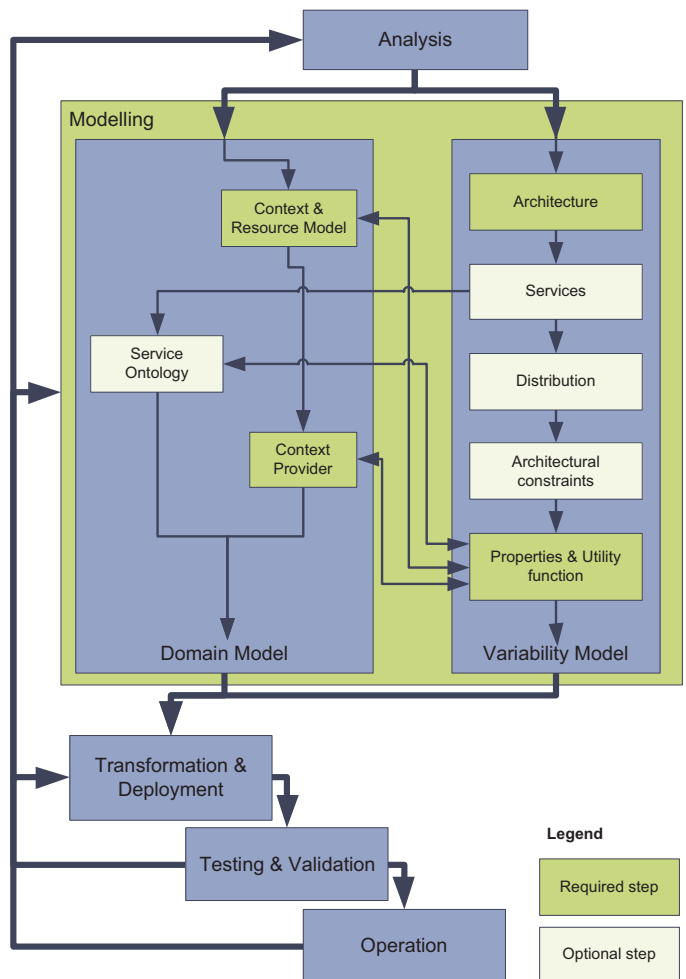 Analysis
Modelling
Context &
Resource Model
Architecture
Services
Service
Ontology
Distribution
Context
Provider
Architectural
constraints
Properties & Utility
function
Domain Model
Variability Model
Transformation &
Deployment
Testing & Validation
Operation
Legend
Required step
Optional step